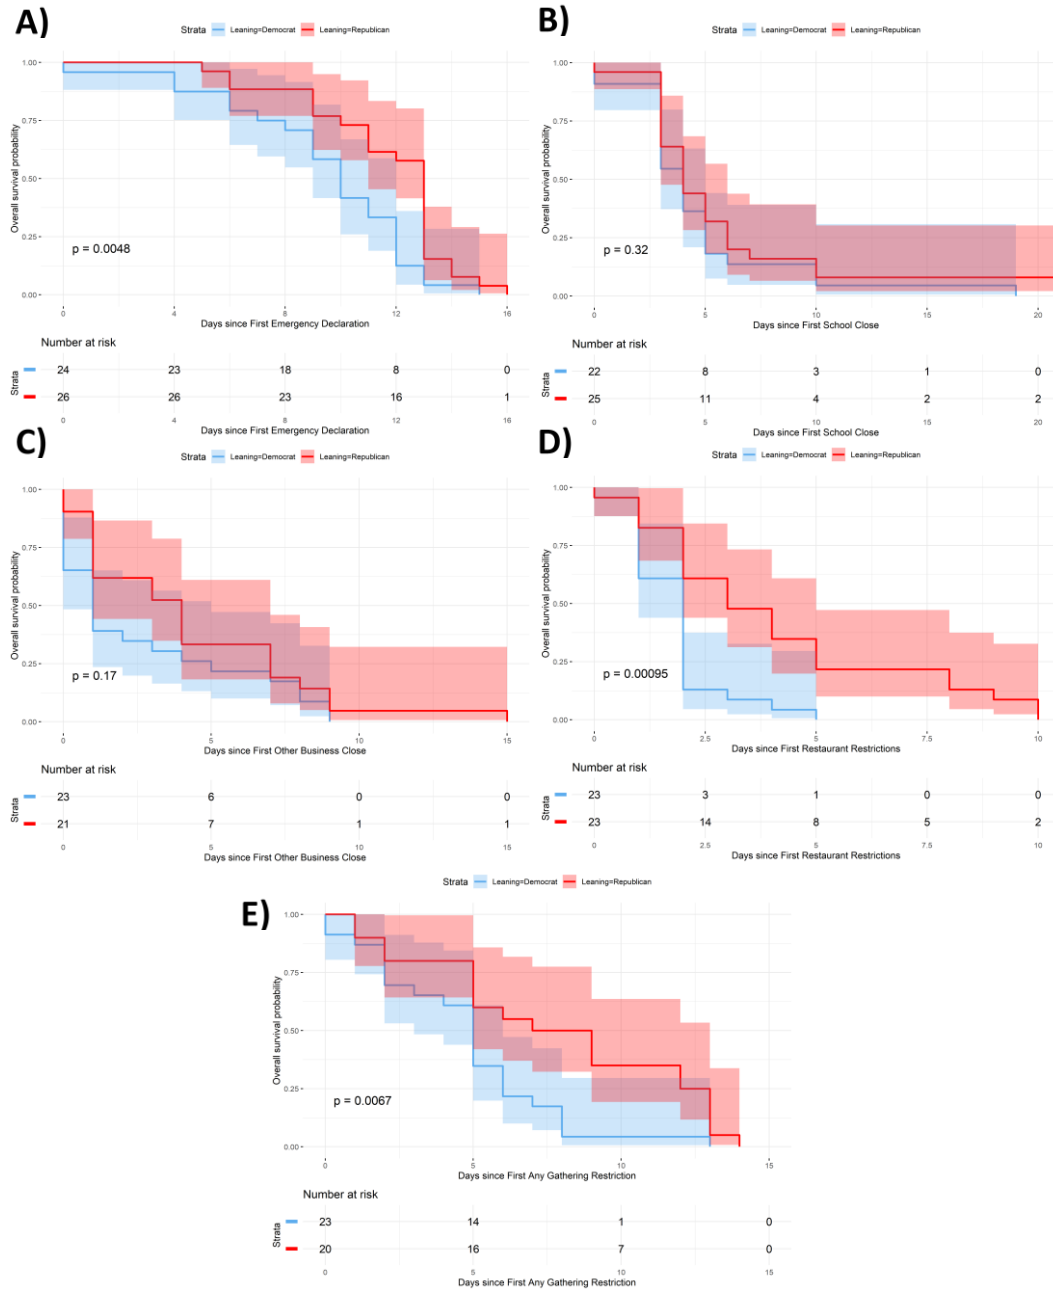 A)
Strata Leaning=Democrat Leaning=Republican
Overall survival probability
1.00
0.75
0.50
0.25
0.00
p = 0.0048
0 4 8 12 16
Days since First Emergency Declaration
Number at risk
Strata
24 23 18 8 0
26 26 23 16 1
0 4 8 12 16
Days since First Emergency Declaration
B)
Strata Leaning=Democrat Leaning=Republican
Overall survival probability
1.00
0.75
0.50
0.25
0.00
p = 0.32
0 5 10 15 20
Days since First School Close
Number at risk
Strata
22 8 3 1 0
25 11 4 2 2
0 5 10 15 20
Days since First School Close
C)
Strata Leaning=Democrat Leaning=Republican
Overall survival probability
1.00
0.75
0.50
0.25
0.00
p = 0.17
0 5 10 15
Days since First Other Business Close
Number at risk
Strata
23 6 0 0
21 7 1 1
0 5 10 15
Days since First Other Business Close
D)
Strata Leaning=Democrat Leaning=Republican
Overall survival probability
1.00
0.75
0.50
0.25
0.00
p = 0.00095
0 2.5 5 7.5 10
Days since First Restaurant Restrictions
Number at risk
Strata
23 3 1 0 0
23 14 8 5 2
0 2.5 5 7.5 10
Days since First Restaurant Restrictions
E)
Strata Leaning=Democrat Leaning=Republican
Overall survival probability
1.00
0.75
0.50
0.25
0.00
p = 0.0067
0 5 10 15
Days since First Any Gathering Restriction
Number at risk
Strata
23 14 1 0
20 16 7 0
0 5 10 15
Days since First Any Gathering Restriction